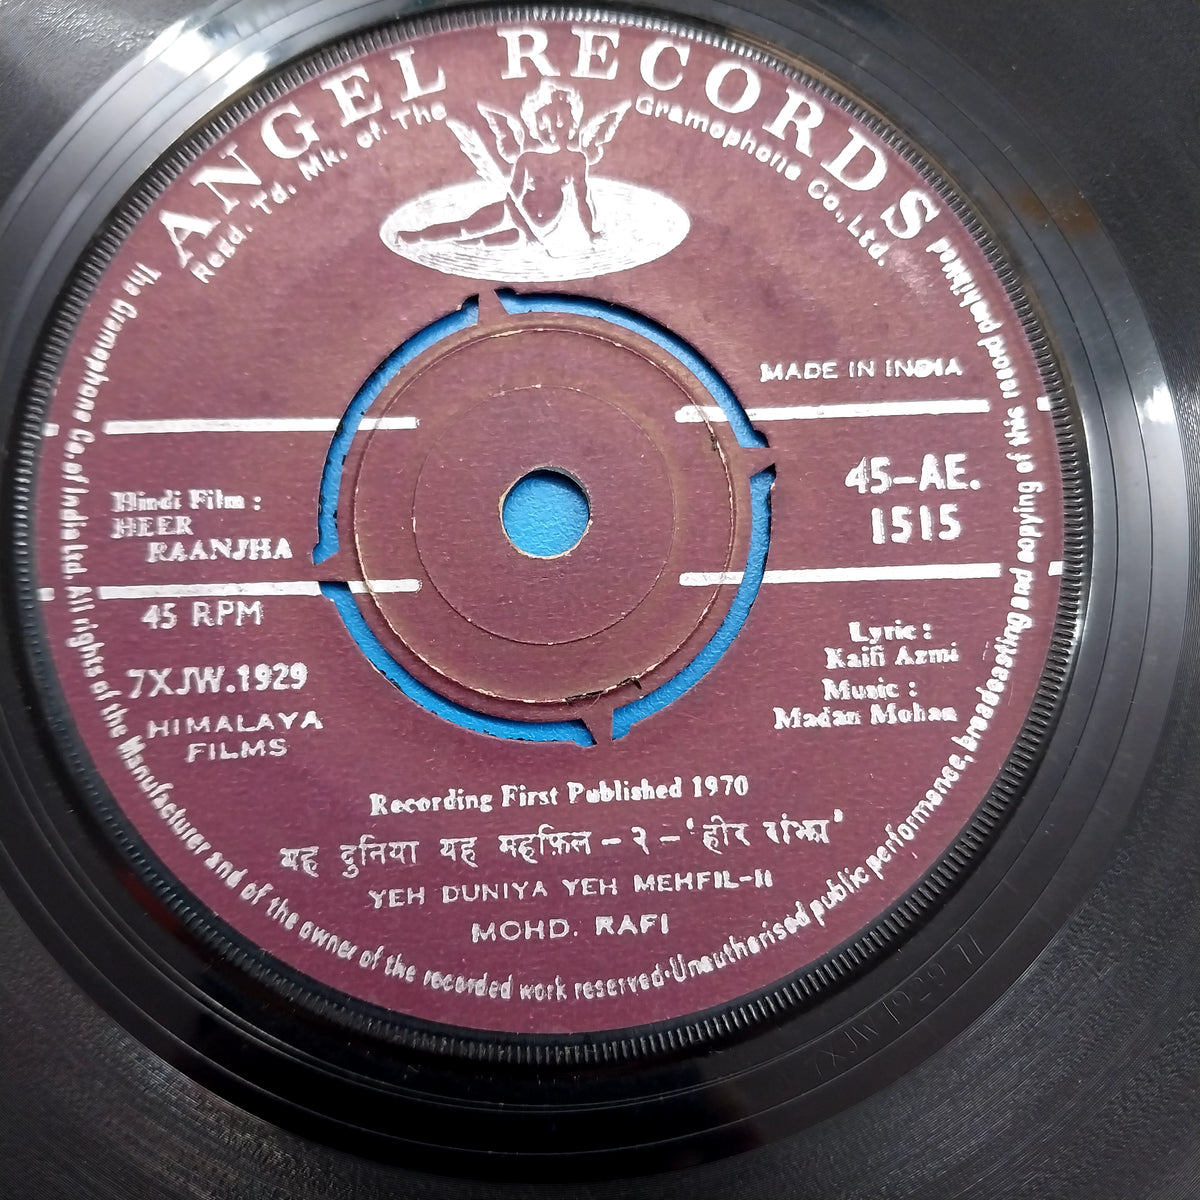 ANGEL RECORDS
Regd. Td. Mk. of. The Gramophone Co., Ltd.
MADE IN INDIA
45-AE.
1515
Hindi Film :
HEER
RAANJHA
45 RPM
7XJW.1929
HIMALAYA
FILMS
Lyric :
Kaifi Azmi
Music :
Madan Mohan
Recording First Published 1970
यह दुनिया यह महफ़िल - २ - 'हीर रांझा'
YEH DUNIYA YEH MEHFIL-II
MOHD. RAFI
The Gramophone Co. of India Ltd. All rights of the Manufacturer and of the owner of the recorded work reserved·Unauthorised public performance, broadcasting and copying of this record prohibited
7XJW 1929